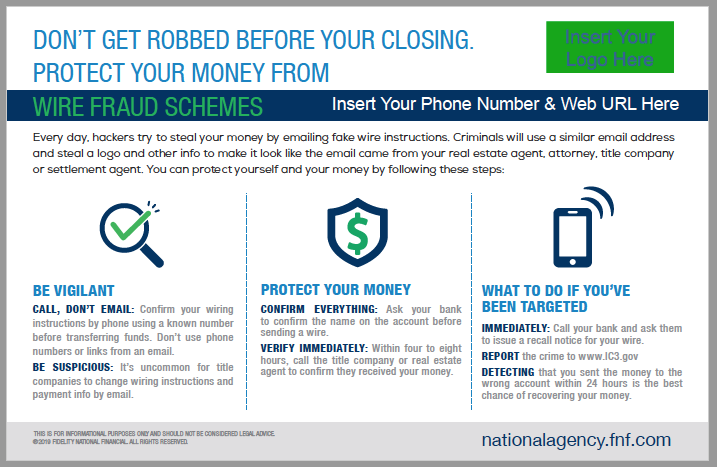 DON'T GET ROBBED BEFORE YOUR CLOSING.
PROTECT YOUR MONEY FROM
Insert Your
Logo Here
WIRE FRAUD SCHEMES
Insert Your Phone Number & Web URL Here
Every day, hackers try to steal your money by emailing fake wire instructions. Criminals will use a similar email address
and steal a logo and other info to make it look like the email came from your real estate agent, attorney, title company
or settlement agent. You can protect yourself and your money by following these steps:
BE VIGILANT
CALL, DON'T EMAIL: Confirm your wiring
instructions by phone using a known number
before transferring funds. Don't use phone
numbers or links from an email.
BE SUSPICIOUS: It's uncommon for title
companies to change wiring instructions and
payment info by email.
$
PROTECT YOUR MONEY
CONFIRM EVERYTHING: Ask your bank
to confirm the name on the account before
sending a wire.
VERIFY IMMEDIATELY: Within four to eight
hours, call the title company or real estate
agent to confirm they received your money.
WHAT TO DO IF YOU'VE
BEEN TARGETED
IMMEDIATELY: Call your bank and ask them
to issue a recall notice for your wire.
REPORT the crime to www.IC3.gov
DETECTING that you sent the money to the
wrong account within 24 hours is the best
chance of recovering your money.
THIS IS FOR INFORMATIONAL PURPOSES ONLY AND SHOULD NOT BE CONSIDERED LEGAL ADVICE.
©2019 FIDELITY NATIONAL FINANCIAL. ALL RIGHTS RESERVED.
nationalagency.fnf.com